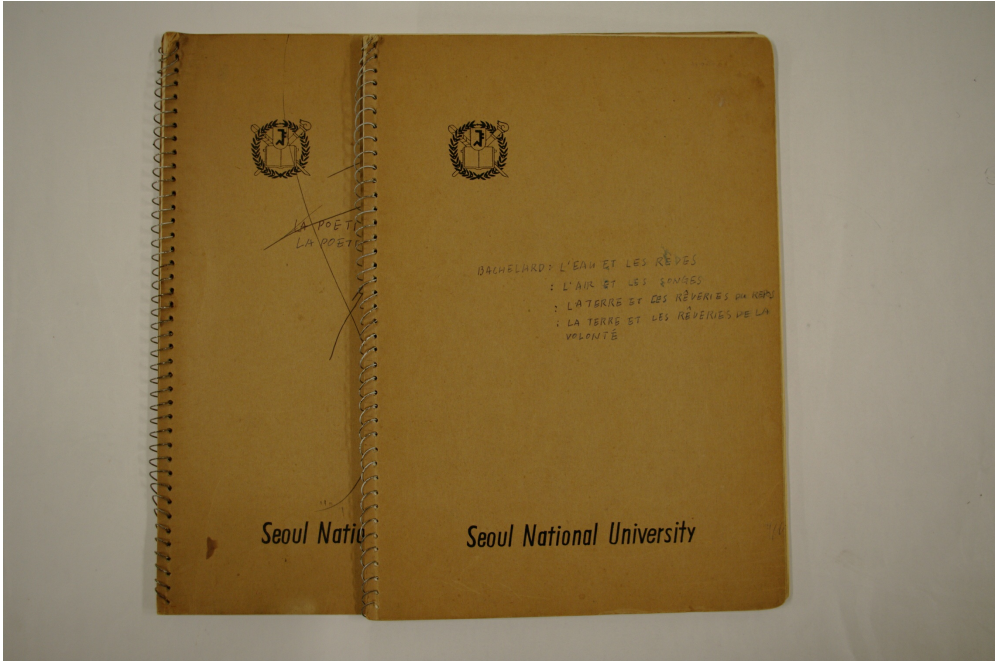 LA POET
LA POET
Seoul Natio
BACHELARD : L'EAU ET LES RÊVES
: L'AIR ET LES SONGES
: LA TERRE ET LES RÊVERIES DU REPOS
: LA TERRE ET LES RÊVERIES DE LA
VOLONTÉ
Seoul National University